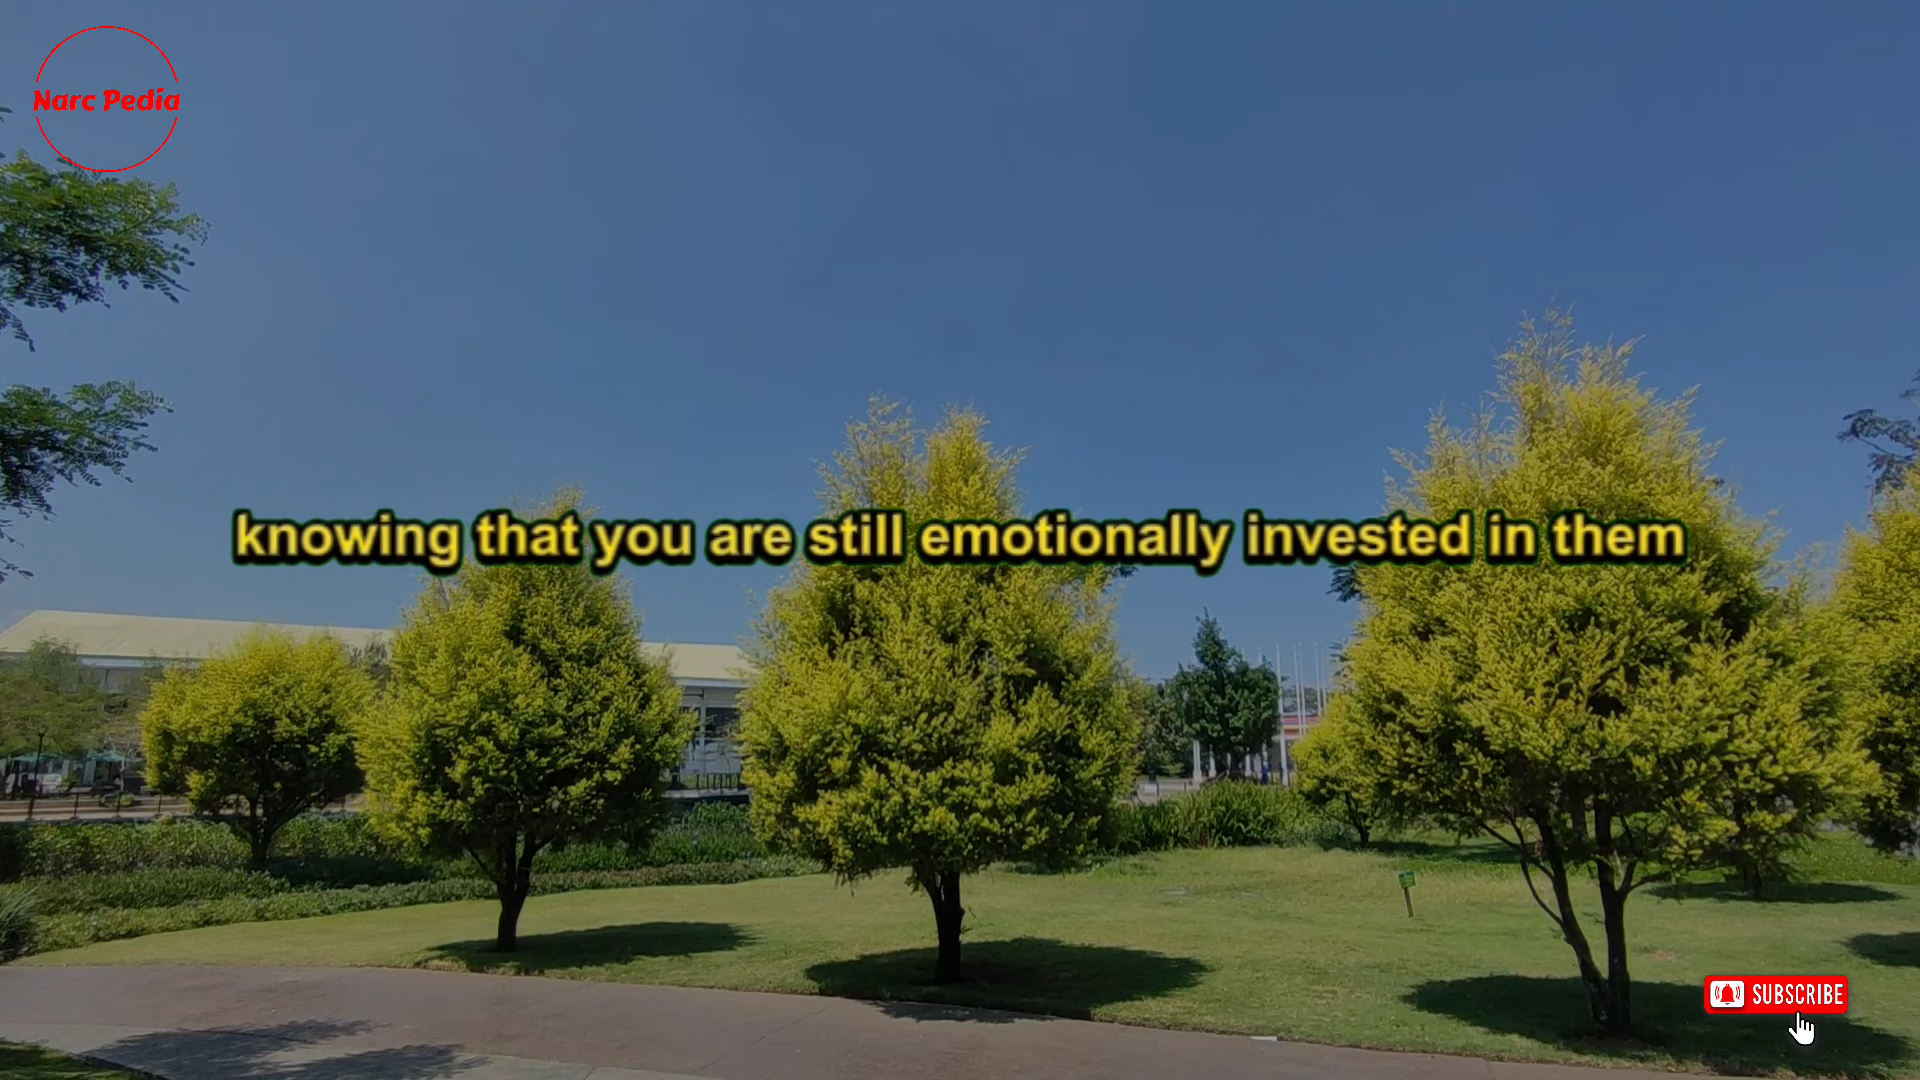 Narc Pedia
knowing that you are still emotionally invested in them
SUBSCRIBE